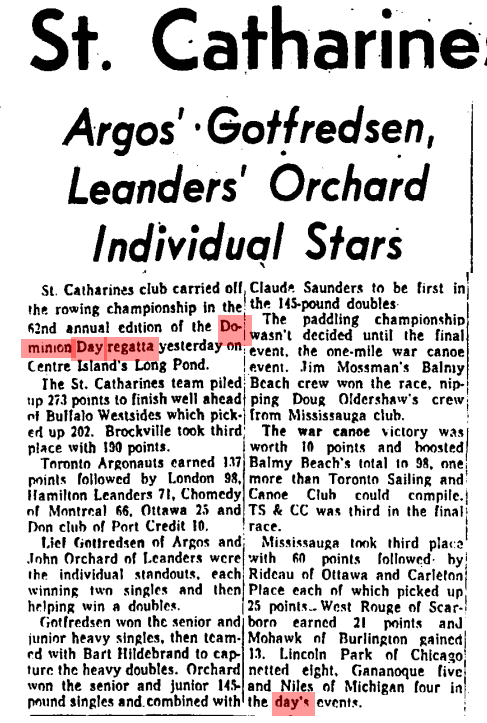 St. Catharine
Argos' Gotfredsen,
Leanders' Orchard
Individual Stars
St. Catharines club carried off
the rowing championship in the
62nd annual edition of the Do-
minion Day regatta yesterday on
Centre Island's Long Pond.
The St. Catharines team piled
up 273 points to finish well ahead
of Buffalo Westsides which pick-
ed up 202. Brockville took third
place with 190 points.
Toronto Argonauts earned 137
points followed by London 98,
Hamilton Leanders 71, Chomedy
of Montreal 66, Ottawa 25 and
Don club of Port Credit 10.
Lief Gotfredsen of Argos and
John Orchard of Leanders were
the individual standouts, each
winning two singles and then
helping win a doubles.
Gotfredsen won the senior and
junior heavy singles, then team-
ed with Bart Hildebrand to cap-
ture the heavy doubles. Orchard
won the senior and junior 145-
pound singles and combined with
Claude Saunders to be first in
the 145-pound doubles.
The paddling championship
wasn't decided until the final
event, the one-mile war canoe
event. Jim Mossman's Balmy
Beach crew won the race, nip-
ping Doug Oldershaw's crew
from Mississauga club.
The war canoe victory was
worth 10 points and boosted
Balmy Beach's total to 98, one
more than Toronto Sailing and
Canoe Club could compile.
TS & CC was third in the final
race.
Mississauga took third place
with 60 points followed by
Rideau of Ottawa and Carleton
Place each of which picked up
25 points. West Rouge of Scar-
boro earned 21 points and
Mohawk of Burlington gained
13. Lincoln Park of Chicago
netted eight, Gananoque five
and Niles of Michigan four in
the day's events.